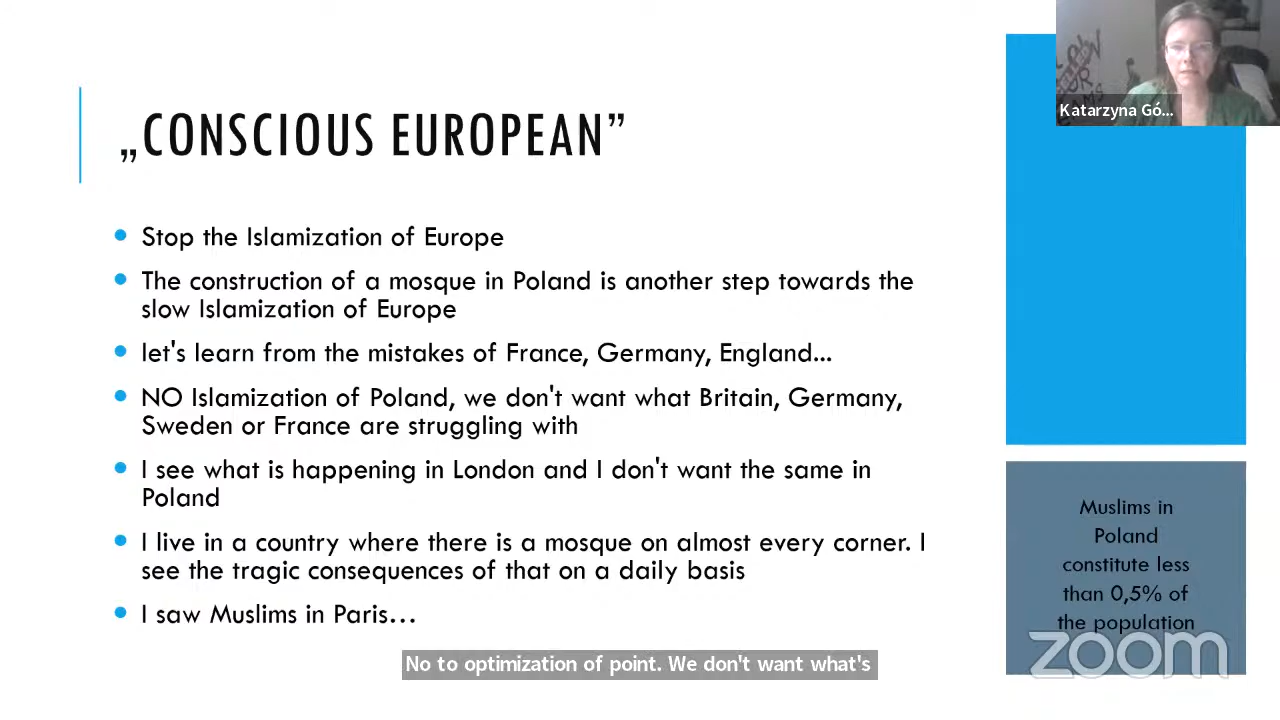 Katarzyna Gó...
„CONSCIOUS EUROPEAN”
Stop the Islamization of Europe
The construction of a mosque in Poland is another step towards the
slow Islamization of Europe
let's learn from the mistakes of France, Germany, England...
NO Islamization of Poland, we don't want what Britain, Germany,
Sweden or France are struggling with
I see what is happening in London and I don't want the same in
Poland
I live in a country where there is a mosque on almost every corner. I
see the tragic consequences of that on a daily basis
I saw Muslims in Paris…
Muslims in
Poland
constitute less
than 0,5% of
the population
zoom
No to optimization of point. We don't want what's